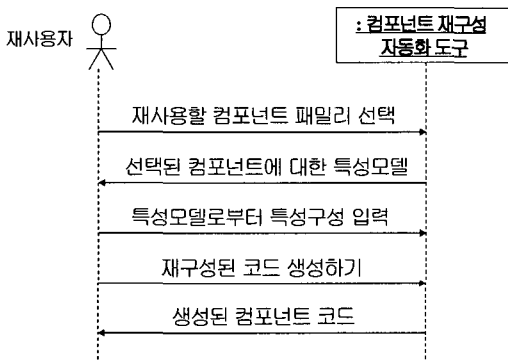 재사용자
: 컴포넌트 재구성
자동화 도구
재사용할 컴포넌트 패밀리 선택
선택된 컴포넌트에 대한 특성모델
특성모델로부터 특성구성 입력
재구성된 코드 생성하기
생성된 컴포넌트 코드